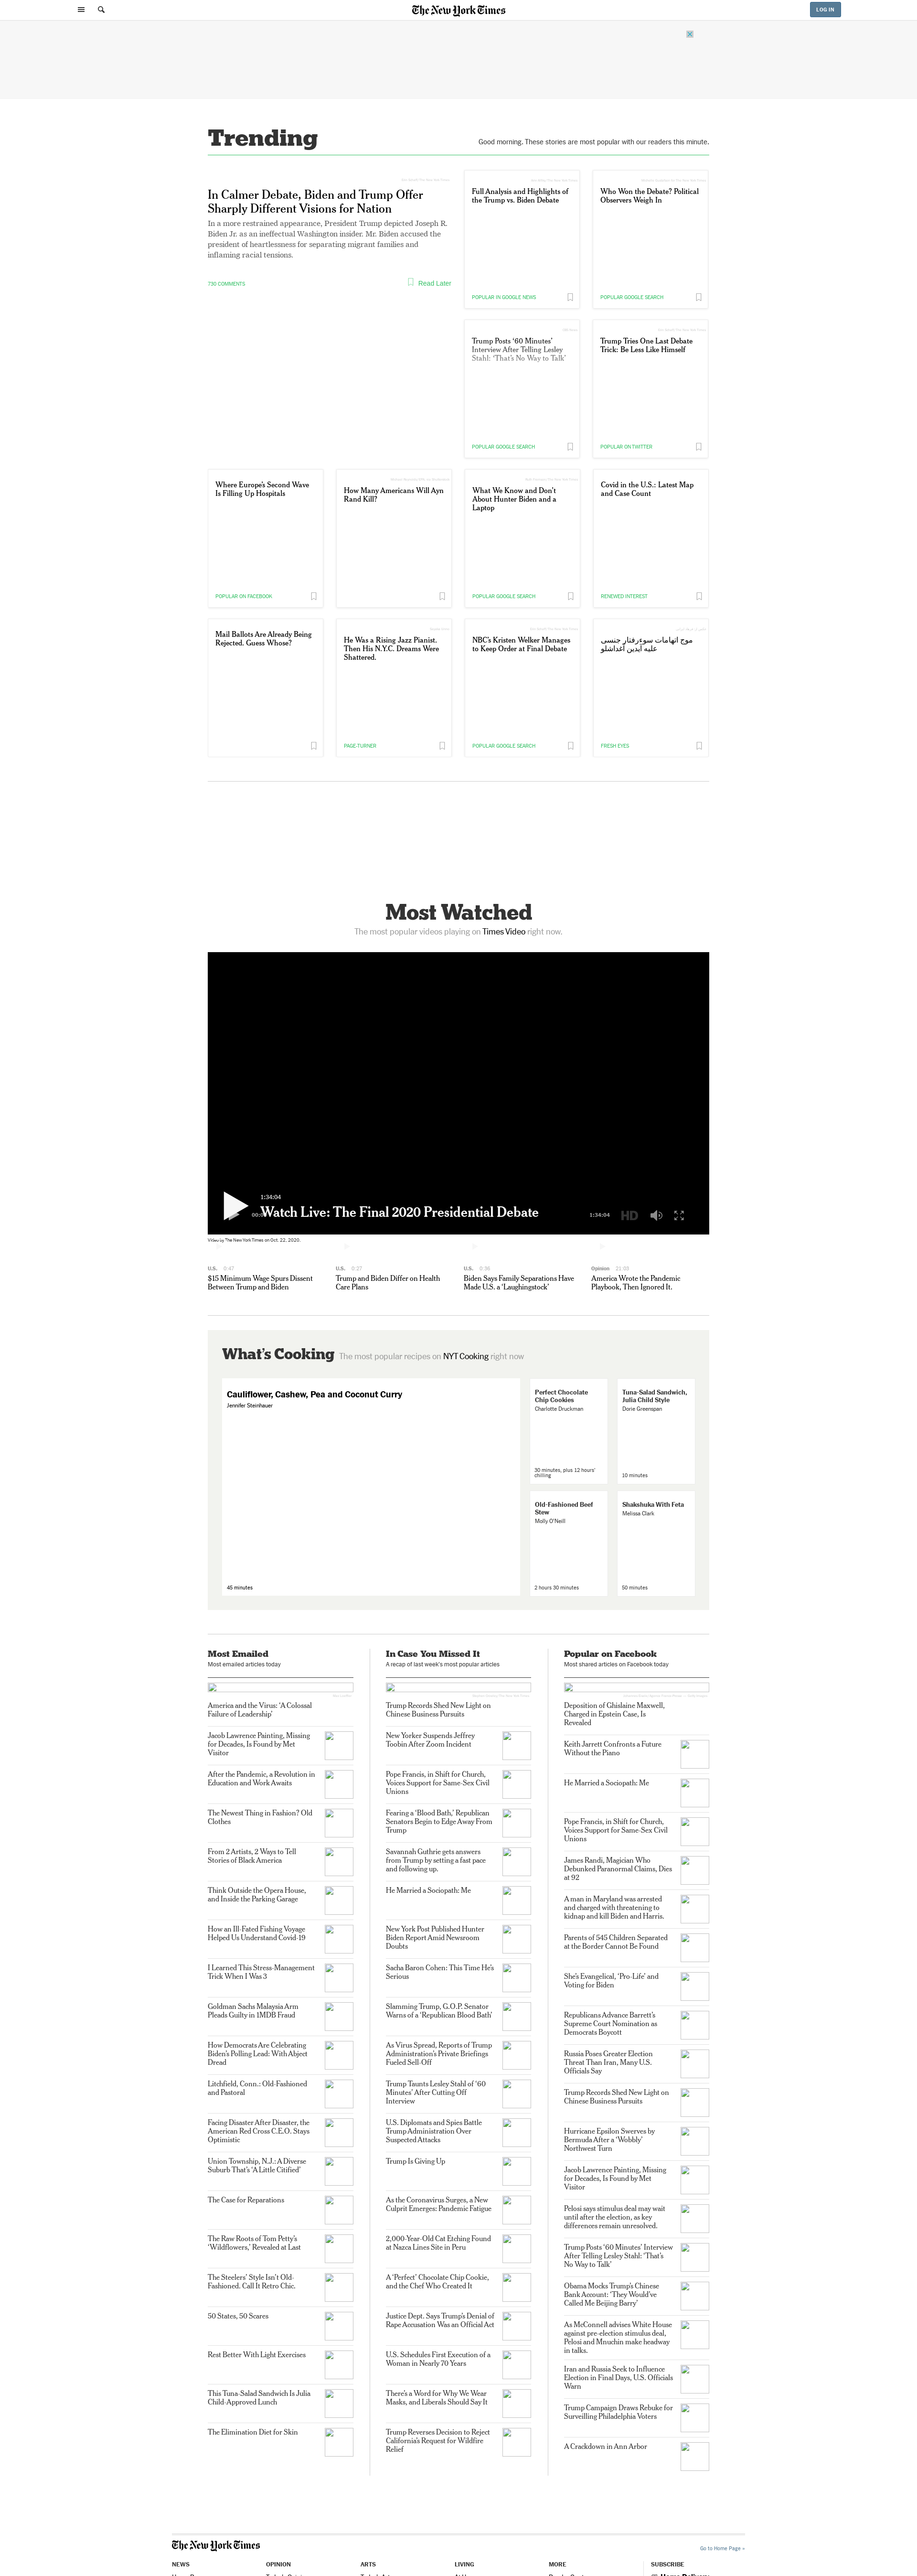 The New York Times
LOG IN
Trending
Good morning. These stories are most popular with our readers this minute.
In Calmer Debate, Biden and Trump Offer
Sharply Different Visions for Nation
In a more restrained appearance, President Trump depicted Joseph R.
Biden Jr. as an ineffectual Washington insider. Mr. Biden accused the
president of heartlessness for separating migrant families and
inflaming racial tensions.
730 COMMENTS
Read Later
Full Analysis and Highlights of
the Trump vs. Biden Debate
POPULAR IN GOOGLE NEWS
Who Won the Debate? Political
Observers Weigh In
POPULAR GOOGLE SEARCH
Trump Posts ‘60 Minutes’
Interview After Telling Lesley
Stahl: ‘That’s No Way to Talk’
POPULAR GOOGLE SEARCH
Trump Tries One Last Debate
Trick: Be Less Like Himself
POPULAR ON TWITTER
Where Europe’s Second Wave
Is Filling Up Hospitals
POPULAR ON FACEBOOK
How Many Americans Will Ayn
Rand Kill?
What We Know and Don’t
About Hunter Biden and a
Laptop
POPULAR GOOGLE SEARCH
Covid in the U.S.: Latest Map
and Case Count
RENEWED INTEREST
Mail Ballots Are Already Being
Rejected. Guess Whose?
He Was a Rising Jazz Pianist.
Then His N.Y.C. Dreams Were
Shattered.
PAGE-TURNER
NBC’s Kristen Welker Manages
to Keep Order at Final Debate
POPULAR GOOGLE SEARCH
موج اتهامات سوءرفتار جنسی
علیه آیدین آغداشلو
FRESH EYES
Most Watched
The most popular videos playing on Times Video right now.
1:34:04
Watch Live: The Final 2020 Presidential Debate
1:34:04
HD
Video by The New York Times on Oct. 22, 2020.
U.S. 0:47
$15 Minimum Wage Spurs Dissent
Between Trump and Biden
U.S. 0:27
Trump and Biden Differ on Health
Care Plans
U.S. 0:36
Biden Says Family Separations Have
Made U.S. a ‘Laughingstock’
Opinion 21:03
America Wrote the Pandemic
Playbook, Then Ignored It.
What’s Cooking The most popular recipes on NYT Cooking right now
Cauliflower, Cashew, Pea and Coconut Curry
Jennifer Steinhauer
45 minutes
Perfect Chocolate
Chip Cookies
Charlotte Druckman
30 minutes, plus 12 hours'
chilling
Tuna-Salad Sandwich,
Julia Child Style
Dorie Greenspan
10 minutes
Old-Fashioned Beef
Stew
Molly O'Neill
2 hours 30 minutes
Shakshuka With Feta
Melissa Clark
50 minutes
Most Emailed
Most emailed articles today
America and the Virus: ‘A Colossal
Failure of Leadership’
Jacob Lawrence Painting, Missing
for Decades, Is Found by Met
Visitor
After the Pandemic, a Revolution in
Education and Work Awaits
The Newest Thing in Fashion? Old
Clothes
From 2 Artists, 2 Ways to Tell
Stories of Black America
Think Outside the Opera House,
and Inside the Parking Garage
How an Ill-Fated Fishing Voyage
Helped Us Understand Covid-19
I Learned This Stress-Management
Trick When I Was 3
Goldman Sachs Malaysia Arm
Pleads Guilty in 1MDB Fraud
How Democrats Are Celebrating
Biden’s Polling Lead: With Abject
Dread
Litchfield, Conn.: Old-Fashioned
and Pastoral
Facing Disaster After Disaster, the
American Red Cross C.E.O. Stays
Optimistic
Union Township, N.J.: A Diverse
Suburb That’s ‘A Little Citified’
The Case for Reparations
The Raw Roots of Tom Petty’s
‘Wildflowers,’ Revealed at Last
The Steelers’ Style Isn’t Old-
Fashioned. Call It Retro Chic.
50 States, 50 Scares
Rest Better With Light Exercises
This Tuna-Salad Sandwich Is Julia
Child-Approved Lunch
The Elimination Diet for Skin
In Case You Missed It
A recap of last week’s most popular articles
Trump Records Shed New Light on
Chinese Business Pursuits
New Yorker Suspends Jeffrey
Toobin After Zoom Incident
Pope Francis, in Shift for Church,
Voices Support for Same-Sex Civil
Unions
Fearing a ‘Blood Bath,’ Republican
Senators Begin to Edge Away From
Trump
Savannah Guthrie gets answers
from Trump by setting a fast pace
and following up.
He Married a Sociopath: Me
New York Post Published Hunter
Biden Report Amid Newsroom
Doubts
Sacha Baron Cohen: This Time He’s
Serious
Slamming Trump, G.O.P. Senator
Warns of a ‘Republican Blood Bath’
As Virus Spread, Reports of Trump
Administration’s Private Briefings
Fueled Sell-Off
Trump Taunts Lesley Stahl of ‘60
Minutes’ After Cutting Off
Interview
U.S. Diplomats and Spies Battle
Trump Administration Over
Suspected Attacks
Trump Is Giving Up
As the Coronavirus Surges, a New
Culprit Emerges: Pandemic Fatigue
2,000-Year-Old Cat Etching Found
at Nazca Lines Site in Peru
A ‘Perfect’ Chocolate Chip Cookie,
and the Chef Who Created It
Justice Dept. Says Trump’s Denial of
Rape Accusation Was an Official Act
U.S. Schedules First Execution of a
Woman in Nearly 70 Years
There’s a Word for Why We Wear
Masks, and Liberals Should Say It
Trump Reverses Decision to Reject
California’s Request for Wildfire
Relief
Popular on Facebook
Most shared articles on Facebook today
Deposition of Ghislaine Maxwell,
Charged in Epstein Case, Is
Revealed
Keith Jarrett Confronts a Future
Without the Piano
He Married a Sociopath: Me
Pope Francis, in Shift for Church,
Voices Support for Same-Sex Civil
Unions
James Randi, Magician Who
Debunked Paranormal Claims, Dies
at 92
A man in Maryland was arrested
and charged with threatening to
kidnap and kill Biden and Harris.
Parents of 545 Children Separated
at the Border Cannot Be Found
She’s Evangelical, ‘Pro-Life’ and
Voting for Biden
Republicans Advance Barrett’s
Supreme Court Nomination as
Democrats Boycott
Russia Poses Greater Election
Threat Than Iran, Many U.S.
Officials Say
Trump Records Shed New Light on
Chinese Business Pursuits
Hurricane Epsilon Swerves by
Bermuda After a ‘Wobbly’
Northwest Turn
Jacob Lawrence Painting, Missing
for Decades, Is Found by Met
Visitor
Pelosi says stimulus deal may wait
until after the election, as key
differences remain unresolved.
Trump Posts ‘60 Minutes’ Interview
After Telling Lesley Stahl: ‘That’s
No Way to Talk’
Obama Mocks Trump’s Chinese
Bank Account: ‘They Would’ve
Called Me Beijing Barry’
As McConnell advises White House
against pre-election stimulus deal,
Pelosi and Mnuchin make headway
in talks.
Iran and Russia Seek to Influence
Election in Final Days, U.S. Officials
Warn
Trump Campaign Draws Rebuke for
Surveilling Philadelphia Voters
A Crackdown in Ann Arbor
The New York Times
Go to Home Page »
NEWS
OPINION
ARTS
LIVING
MORE
SUBSCRIBE